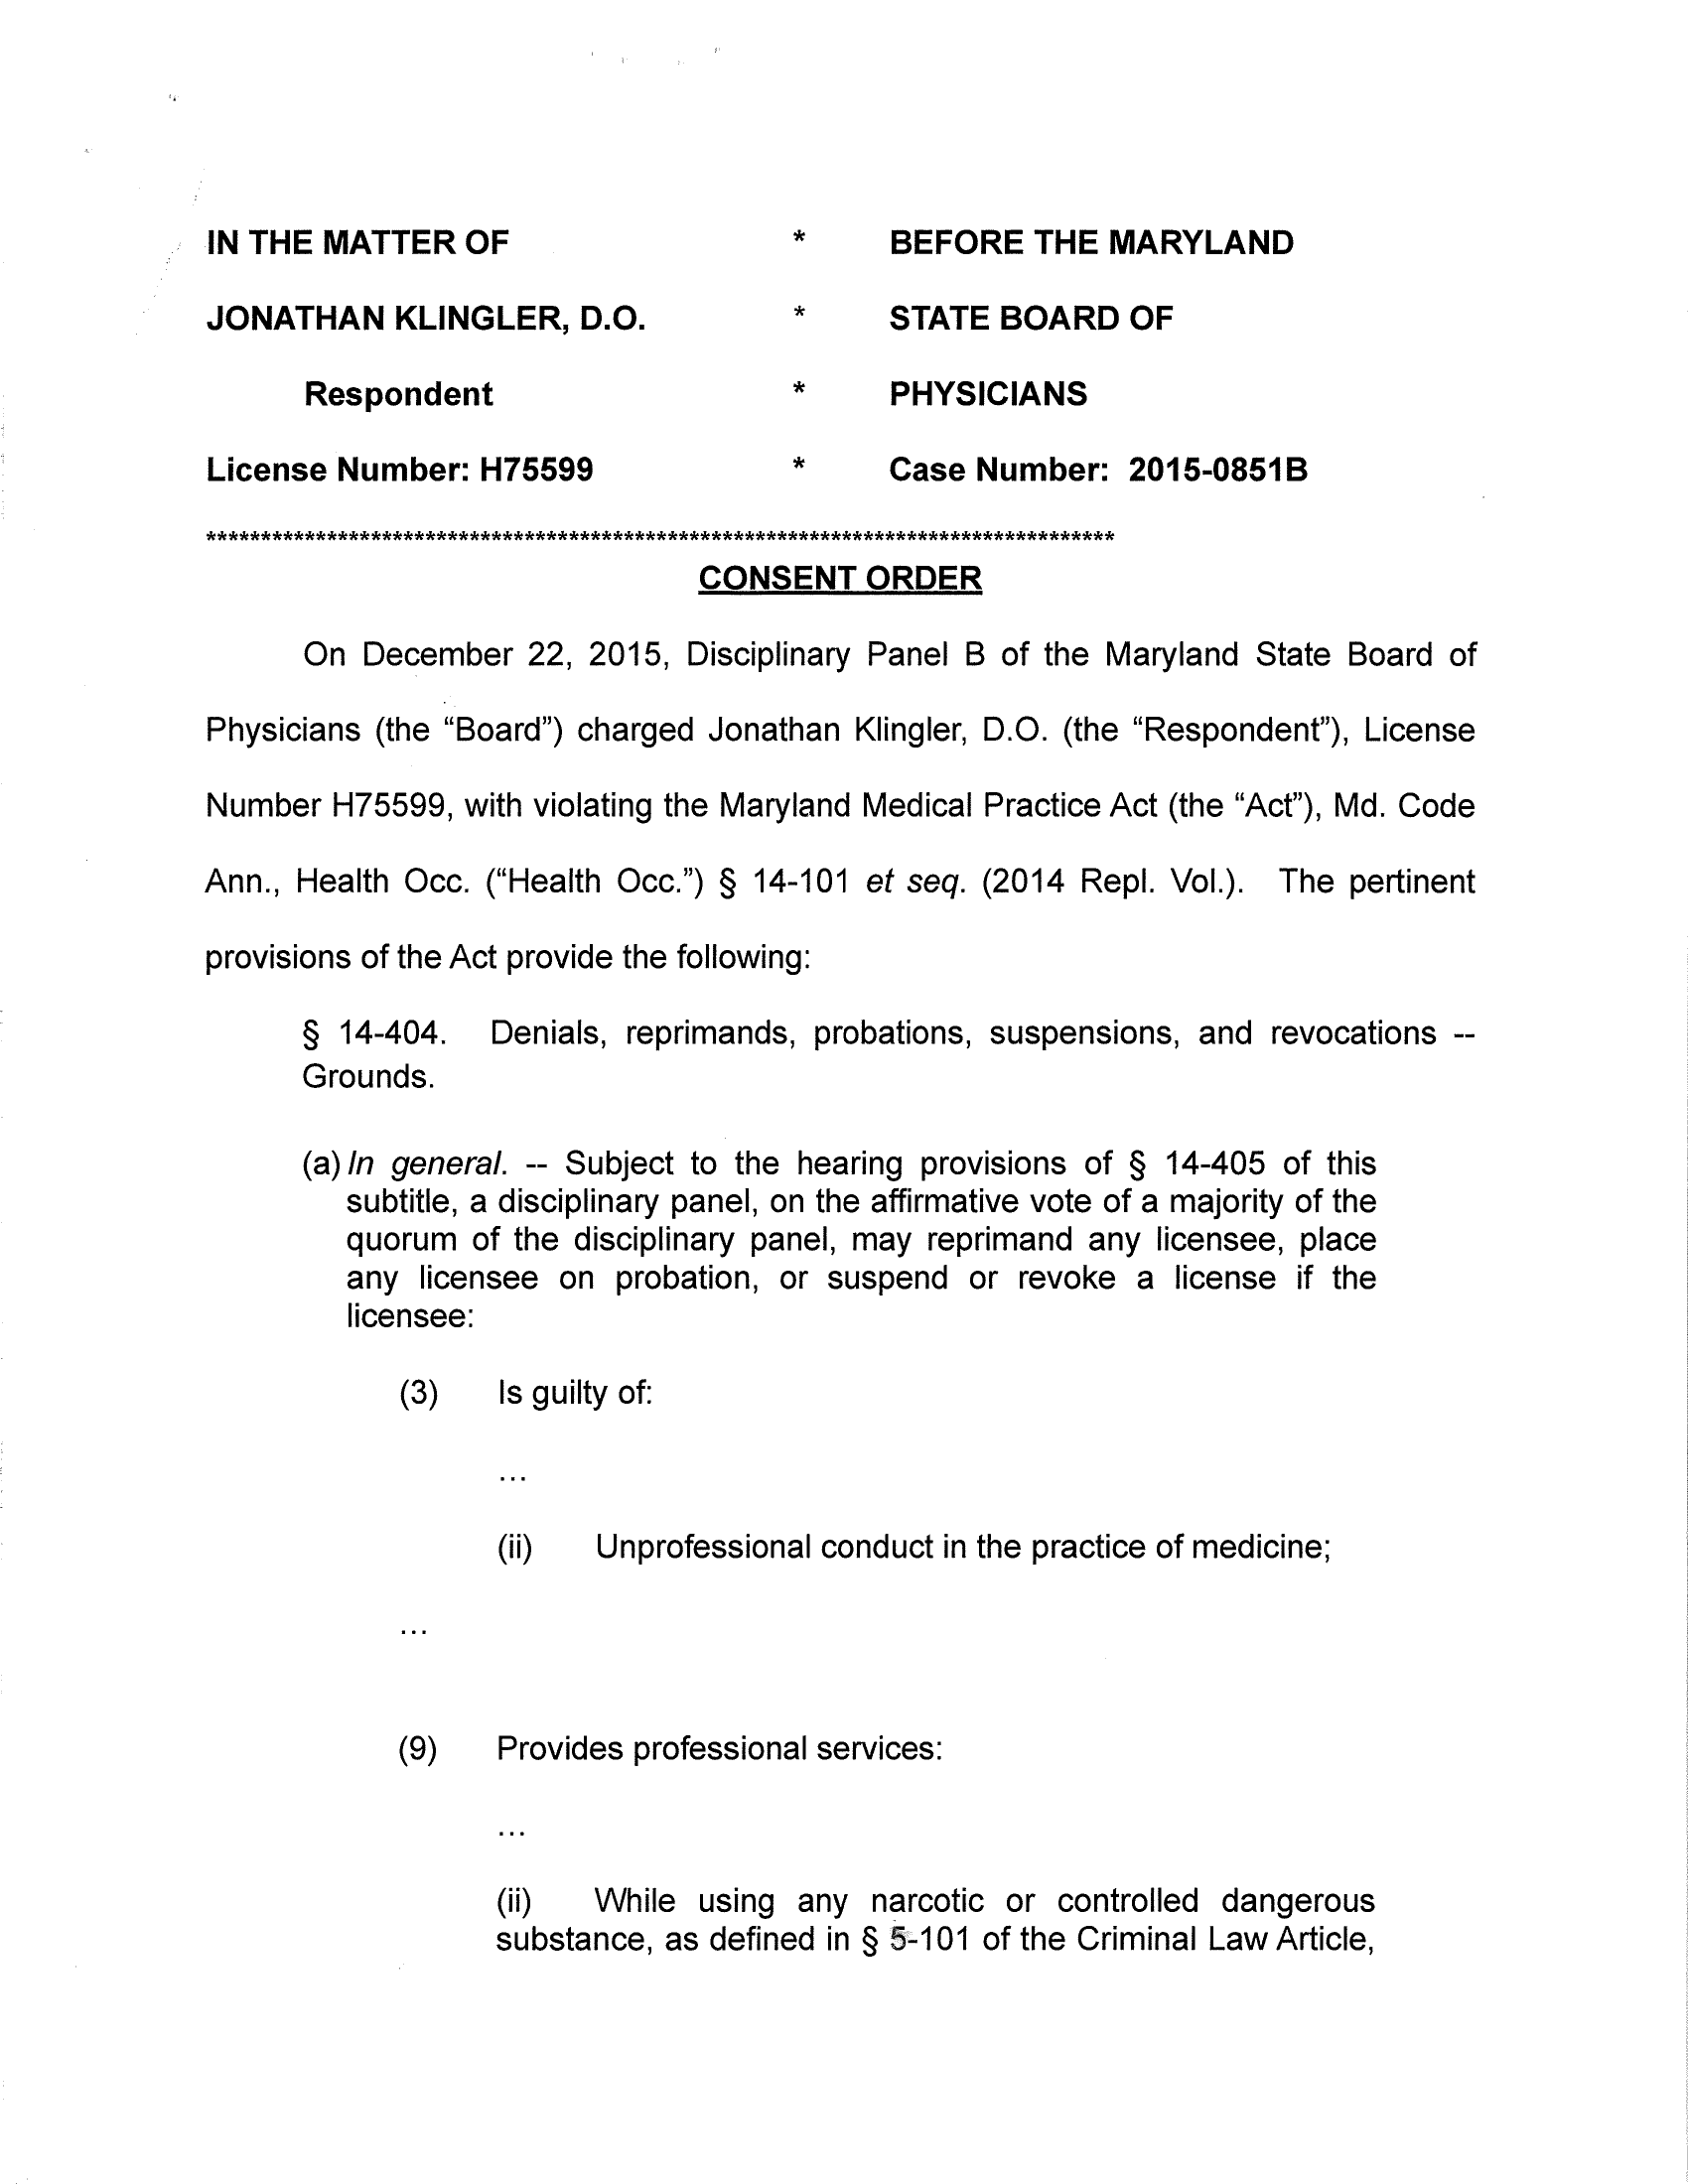 IN THE MATTER OF * BEFORE THE MARYLAND
JONATHAN KLINGLER, D.O. * STATE BOARD OF
Respondent * PHYSICIANS
License Number: H75599 * Case Number: 2015-0851B
***********************************************************************************
CONSENT ORDER
On December 22, 2015, Disciplinary Panel B of the Maryland State Board of
Physicians (the “Board”) charged Jonathan Klingler, D.O. (the “Respondent”), License
Number H75599, with violating the Maryland Medical Practice Act (the “Act”), Md. Code
Ann., Health Occ. (“Health Occ.”) § 14-101 et seq. (2014 Repl. Vol.). The pertinent
provisions of the Act provide the following:
§ 14-404. Denials, reprimands, probations, suspensions, and revocations --
Grounds.
(a) In general. -- Subject to the hearing provisions of § 14-405 of this
subtitle, a disciplinary panel, on the affirmative vote of a majority of the
quorum of the disciplinary panel, may reprimand any licensee, place
any licensee on probation, or suspend or revoke a license if the
licensee:
(3) Is guilty of:
...
(ii) Unprofessional conduct in the practice of medicine;
...
(9) Provides professional services:
...
(ii) While using any narcotic or controlled dangerous
substance, as defined in § 5-101 of the Criminal Law Article,